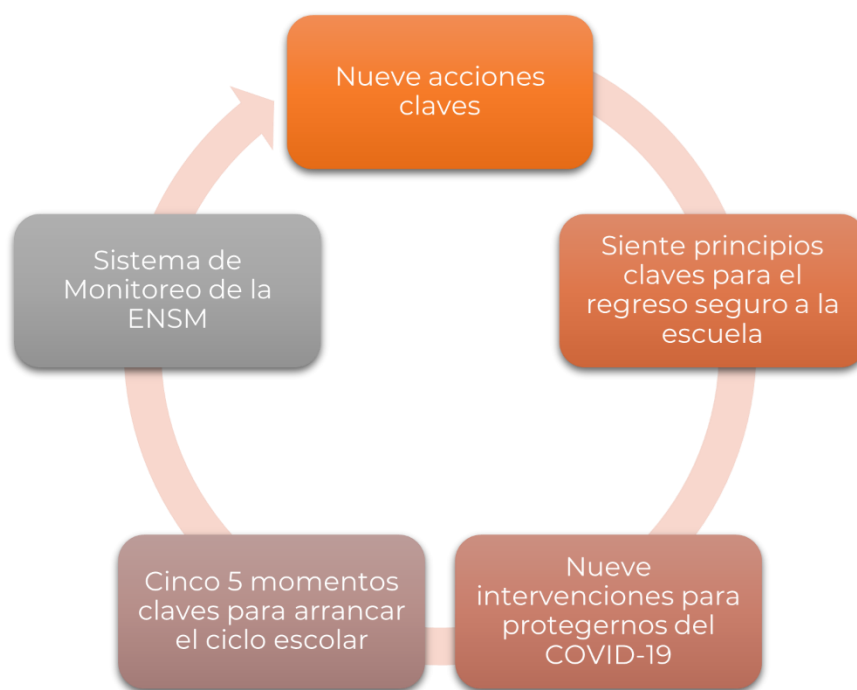 Nueve acciones
claves
Siente principios
claves para el
regreso seguro a la
escuela
Nueve
intervenciones para
protegernos del
COVID-19
Cinco 5 momentos
claves para arrancar
el ciclo escolar
Sistema de
Monitoreo de la
ENSM